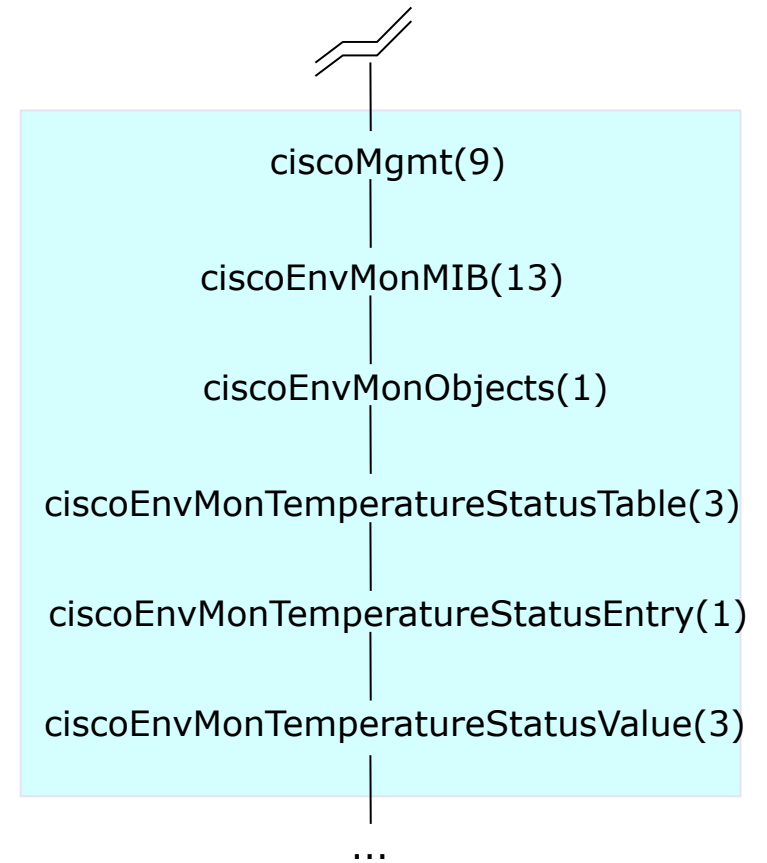 ciscoMgmt(9)
ciscoEnvMonMIB(13)
ciscoEnvMonObjects(1)
ciscoEnvMonTemperatureStatusTable(3)
ciscoEnvMonTemperatureStatusEntry(1)
ciscoEnvMonTemperatureStatusValue(3)
...